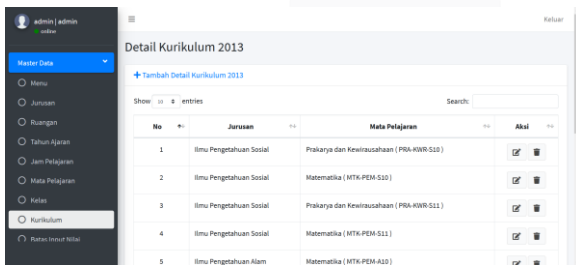 admin | admin
online
Keluar
Master Data
Menu
Jurusan
Ruangan
Tahun Ajaran
Jam Pelajaran
Mata Pelajaran
Kelas
Kurikulum
Batas Input Nilai
Detail Kurikulum 2013
+ Tambah Detail Kurikulum 2013
Show 10 entries Search:
No Jurusan Mata Pelajaran Aksi
1 Ilmu Pengetahuan Sosial Prakarya dan Kewirausahaan ( PRA-KWR-S10 )
2 Ilmu Pengetahuan Sosial Matematika ( MTK-PEM-S10 )
3 Ilmu Pengetahuan Sosial Prakarya dan Kewirausahaan ( PRA-KWR-S11 )
4 Ilmu Pengetahuan Sosial Matematika ( MTK-PEM-S11 )
5 Ilmu Pengetahuan Alam Matematika ( MTK-PEM-A10 )